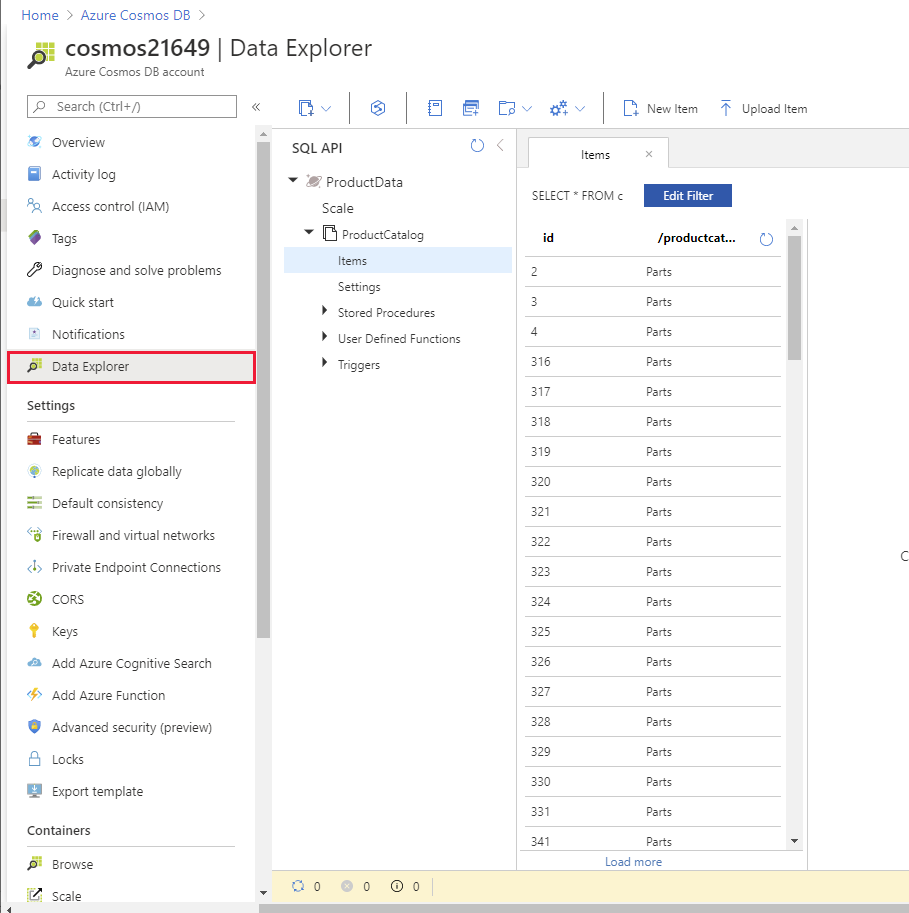 Home > Azure Cosmos DB >
cosmos21649 | Data Explorer
Azure Cosmos DB account
Search (Ctrl+/)
«
Overview
Activity log
Access control (IAM)
Tags
Diagnose and solve problems
Quick start
Notifications
Data Explorer
Settings
Features
Replicate data globally
Default consistency
Firewall and virtual networks
Private Endpoint Connections
CORS
Keys
Add Azure Cognitive Search
Add Azure Function
Advanced security (preview)
Locks
Export template
Containers
Browse
Scale
New Item
Upload Item
SQL API
ProductData
Scale
ProductCatalog
Items
Settings
Stored Procedures
User Defined Functions
Triggers
Items
SELECT * FROM c
Edit Filter
id /productcat...
2 Parts
3 Parts
4 Parts
316 Parts
317 Parts
318 Parts
319 Parts
320 Parts
321 Parts
322 Parts
323 Parts
324 Parts
325 Parts
326 Parts
327 Parts
328 Parts
329 Parts
330 Parts
331 Parts
341 Parts
Load more
C
0 0 0